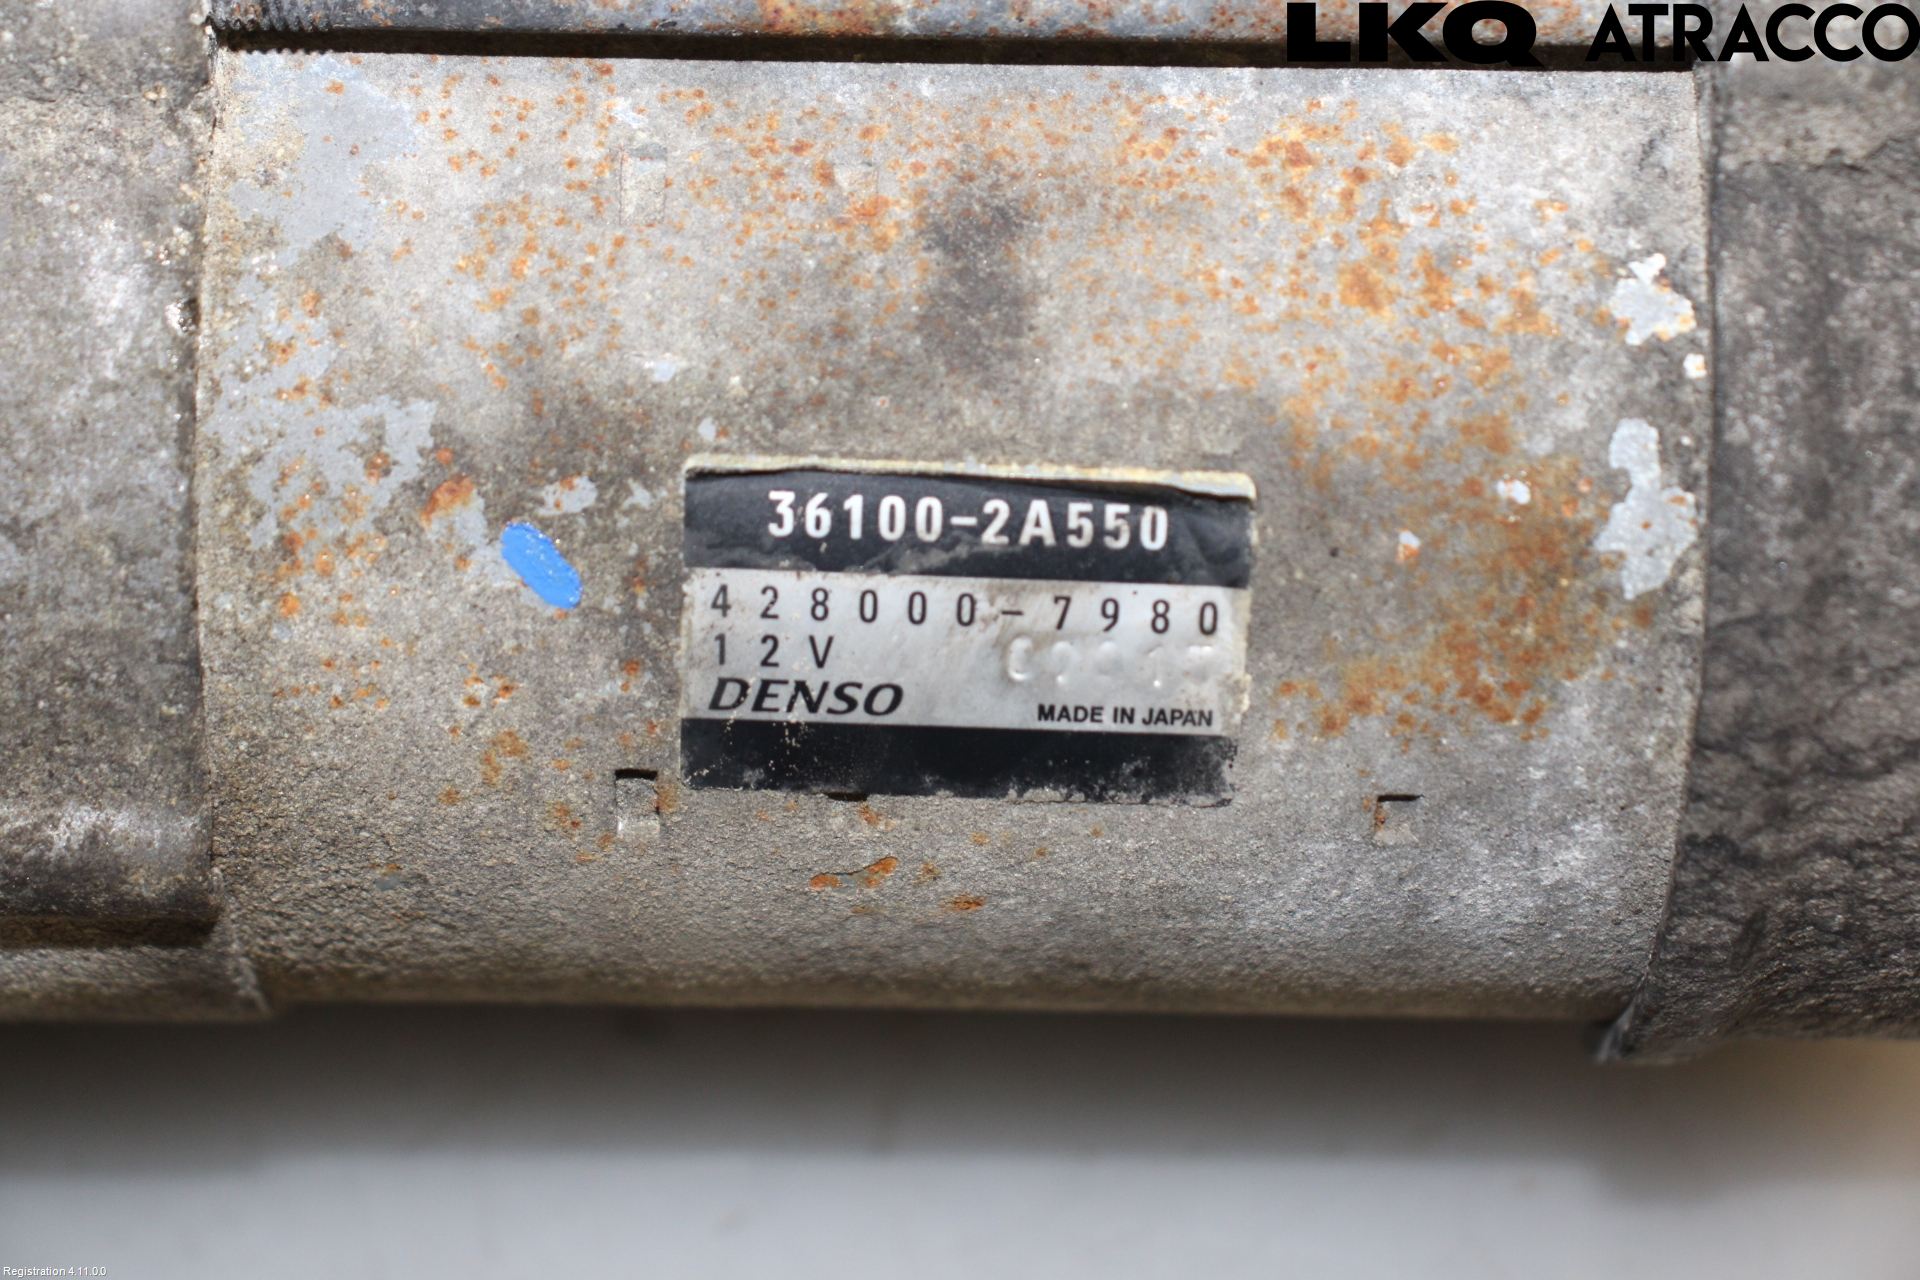 LKQ ATRACCO
36100-2A550
428000-7980
12V
DENSO
MADE IN JAPAN
Registration 4.11.0.0